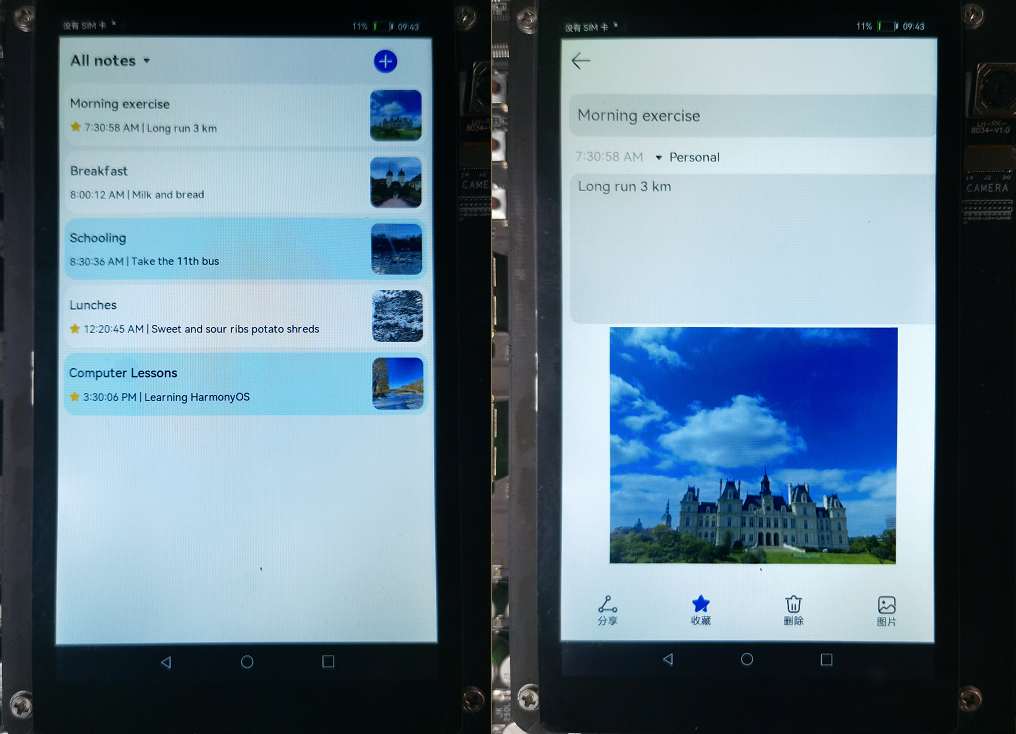 没有 SIM 卡
11% 09:43
All notes
Morning exercise
7:30:58 AM | Long run 3 km
Breakfast
8:00:12 AM | Milk and bread
Schooling
8:30:36 AM | Take the 11th bus
Lunches
12:20:45 AM | Sweet and sour ribs potato shreds
Computer Lessons
3:30:06 PM | Learning HarmonyOS
CAME
没有 SIM 卡
11% 09:43
Morning exercise
7:30:58 AM Personal
Long run 3 km
分享
收藏
删除
图片
8034-V1.0
CAMERA